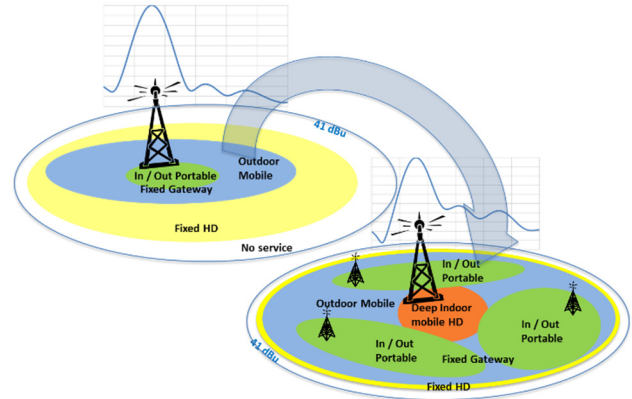 41 dBu
Outdoor
Mobile
In / Out Portable
Fixed Gateway
Fixed HD
No service
In / Out
Portable
Outdoor Mobile
Deep Indoor
mobile HD
In / Out
Portable
In / Out
Portable
Fixed Gateway
41 dBu
Fixed HD